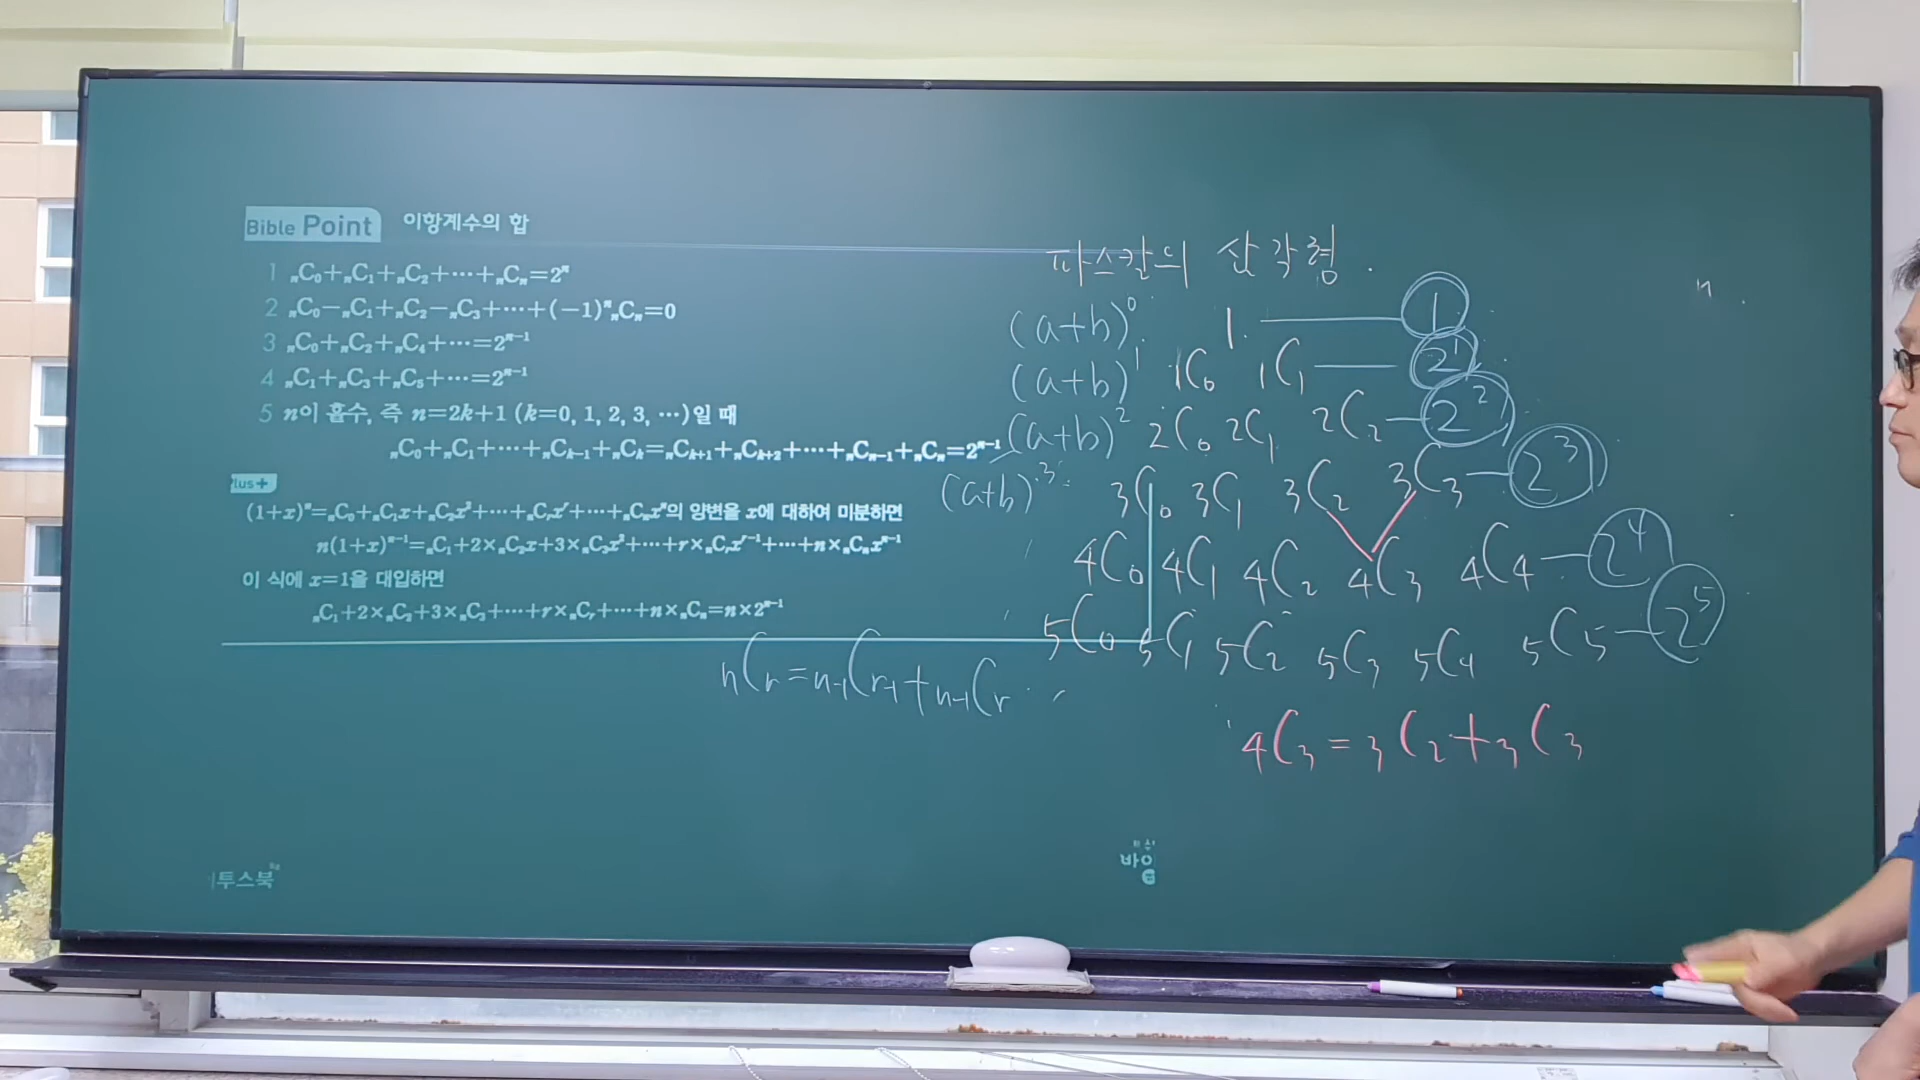 Bible Point 이항계수의 합
1 ₙC₀+ₙC₁+ₙC₂+⋯+ₙCₙ=2ⁿ
2 ₙC₀−ₙC₁+ₙC₂−ₙC₃+⋯+(−1)ⁿₙCₙ=0
3 ₙC₀+ₙC₂+ₙC₄+⋯=2ⁿ⁻¹
4 ₙC₁+ₙC₃+ₙC₅+⋯=2ⁿ⁻¹
5 n이 홀수, 즉 n=2k+1 (k=0, 1, 2, 3, ⋯)일 때
ₙC₀+ₙC₁+⋯+ₙCₖ₋₁+ₙCₖ=ₙCₖ₊₁+ₙCₖ₊₂+⋯+ₙCₙ₋₁+ₙCₙ=2ⁿ⁻¹
lus+
(1+x)ⁿ=ₙC₀+ₙC₁x+ₙC₂x²+⋯+ₙCᵣxʳ+⋯+ₙCₙxⁿ의 양변을 x에 대하여 미분하면
n(1+x)ⁿ⁻¹=ₙC₁+2×ₙC₂x+3×ₙC₃x²+⋯+r×ₙCᵣxʳ⁻¹+⋯+n×ₙCₙxⁿ⁻¹
이 식에 x=1을 대입하면
ₙC₁+2×ₙC₂+3×ₙC₃+⋯+r×ₙCᵣ+⋯+n×ₙCₙ=n×2ⁿ⁻¹
ₙCᵣ=ₙ₋₁Cᵣ₋₁+ₙ₋₁Cᵣ
파스칼의 삼각형.
(a+b)⁰ 1 1
(a+b)¹ ₁C₀ ₁C₁ 2¹
(a+b)² ₂C₀ ₂C₁ ₂C₂ 2²
(a+b)³ ₃C₀ ₃C₁ ₃C₂ ₃C₃ 2³
₄C₀ ₄C₁ ₄C₂ ₄C₃ ₄C₄ 2⁴
₅C₀ ₅C₁ ₅C₂ ₅C₃ ₅C₄ ₅C₅ 2⁵
₄C₃=₃C₂+₃C₃
n
투스북